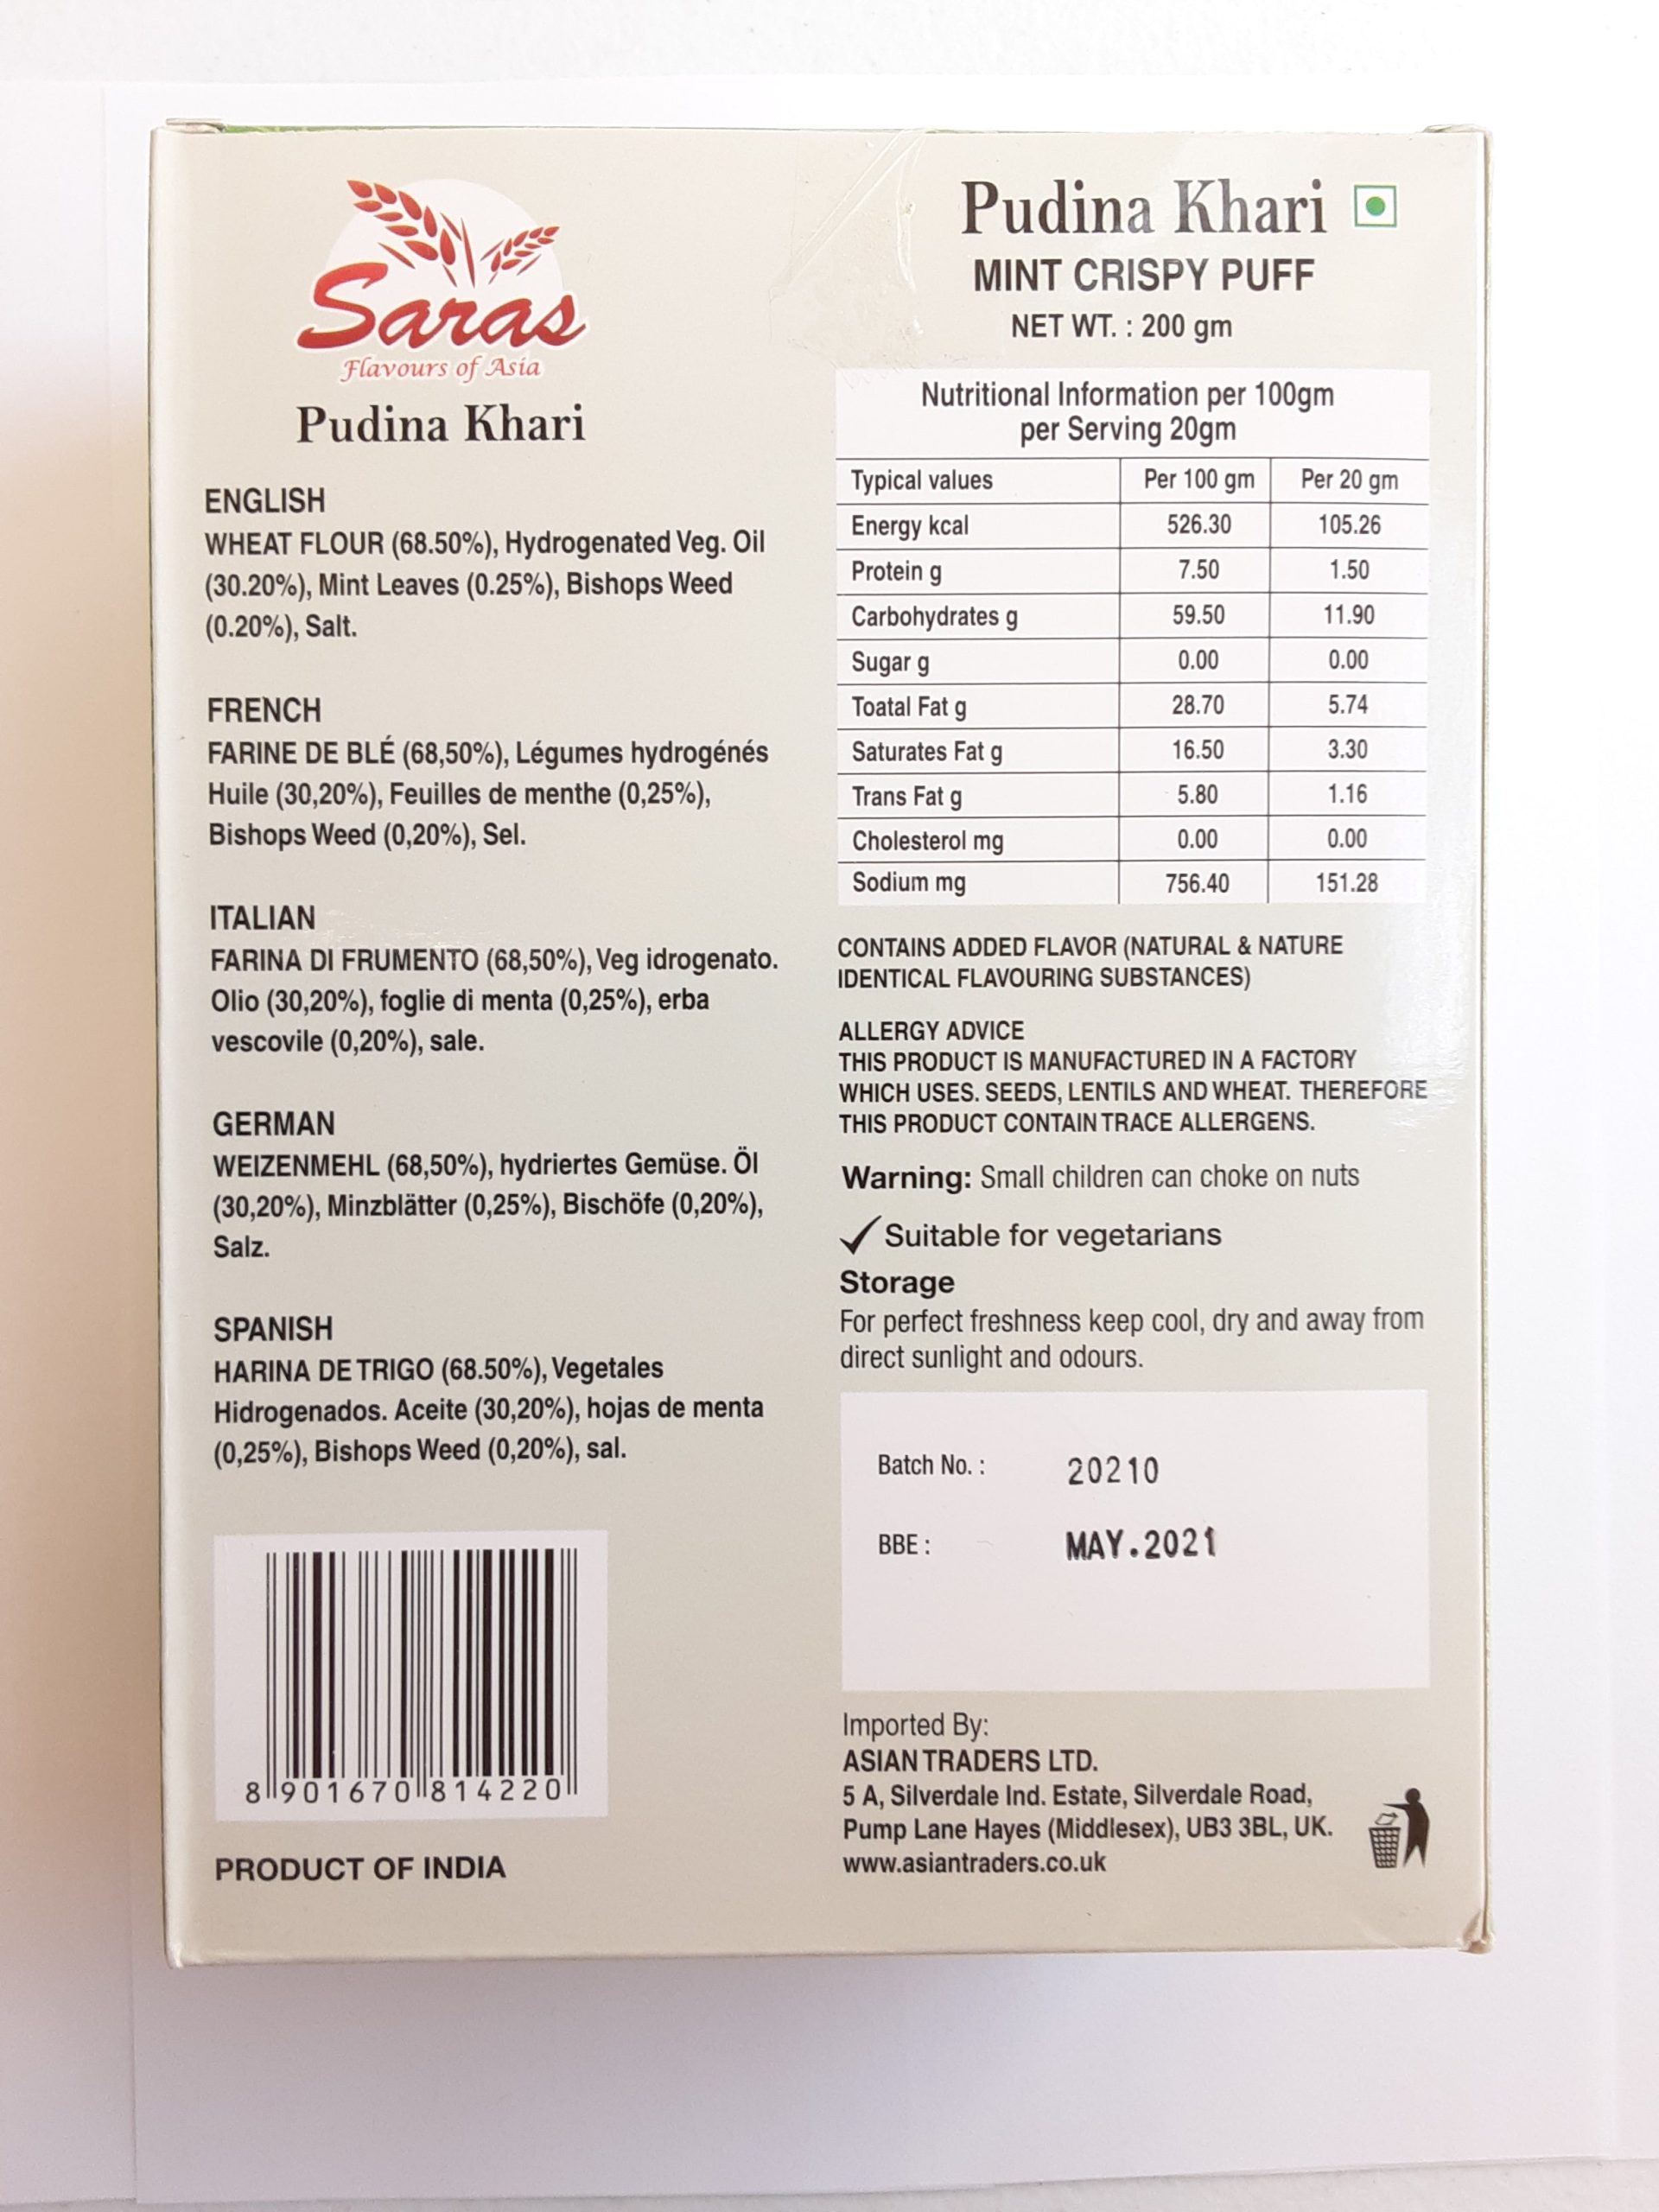 Saras
Flavours of Asia
Pudina Khari
ENGLISH
WHEAT FLOUR (68.50%), Hydrogenated Veg. Oil
(30.20%), Mint Leaves (0.25%), Bishops Weed
(0.20%), Salt.
FRENCH
FARINE DE BLÉ (68,50%), Légumes hydrogénés
Huile (30,20%), Feuilles de menthe (0,25%),
Bishops Weed (0,20%), Sel.
ITALIAN
FARINA DI FRUMENTO (68,50%), Veg idrogenato.
Olio (30,20%), foglie di menta (0,25%), erba
vescovile (0,20%), sale.
GERMAN
WEIZENMEHL (68,50%), hydriertes Gemüse. Öl
(30,20%), Minzblätter (0,25%), Bischöfe (0,20%),
Salz.
SPANISH
HARINA DE TRIGO (68.50%), Vegetales
Hidrogenados. Aceite (30,20%), hojas de menta
(0,25%), Bishops Weed (0,20%), sal.
8 901670 814220
PRODUCT OF INDIA
Pudina Khari
MINT CRISPY PUFF
NET WT. : 200 gm
Nutritional Information per 100gm
per Serving 20gm
Typical values Per 100 gm Per 20 gm
Energy kcal 526.30 105.26
Protein g 7.50 1.50
Carbohydrates g 59.50 11.90
Sugar g 0.00 0.00
Toatal Fat g 28.70 5.74
Saturates Fat g 16.50 3.30
Trans Fat g 5.80 1.16
Cholesterol mg 0.00 0.00
Sodium mg 756.40 151.28
CONTAINS ADDED FLAVOR (NATURAL & NATURE
IDENTICAL FLAVOURING SUBSTANCES)
ALLERGY ADVICE
THIS PRODUCT IS MANUFACTURED IN A FACTORY
WHICH USES. SEEDS, LENTILS AND WHEAT. THEREFORE
THIS PRODUCT CONTAIN TRACE ALLERGENS.
Warning: Small children can choke on nuts
Suitable for vegetarians
Storage
For perfect freshness keep cool, dry and away from
direct sunlight and odours.
Batch No. : 20210
BBE : MAY.2021
Imported By:
ASIAN TRADERS LTD.
5 A, Silverdale Ind. Estate, Silverdale Road,
Pump Lane Hayes (Middlesex), UB3 3BL, UK.
www.asiantraders.co.uk